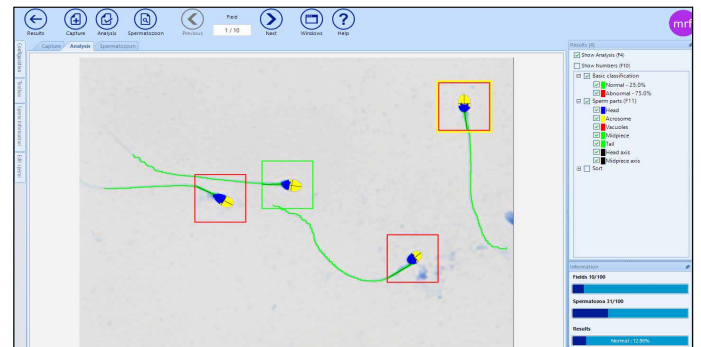 Field
Results
Capture
Analysis
Spermatozoon
Previous
1 / 10
Next
Windows
Help
mrf
Capture
Analysis
Spermatozoon
Configuration
Toolbox
Sperm information
Edit sperm
Results [4]
Show Analysis (F4)
Show Numbers (F10)
Basic classification
Normal - 25.0%
Abnormal - 75.0%
Sperm parts (F11)
Head
Acrosome
Vacuoles
Midpiece
Tail
Head axis
Midpiece axis
Sort
Information
Fields 10/100
Spermatozoa 31/100
Results
Normal : 12.90%